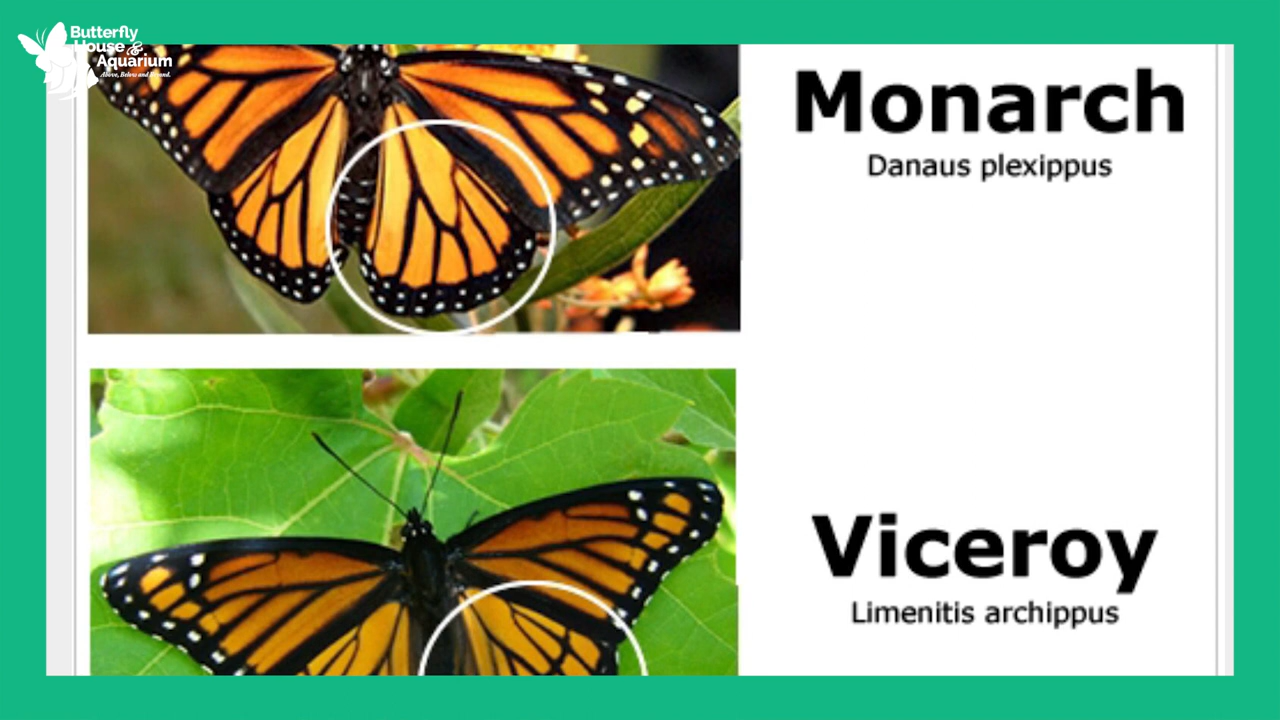 Butterfly
House &
Aquarium
Above, Below and Beyond.
Monarch
Danaus plexippus
Viceroy
Limenitis archippus